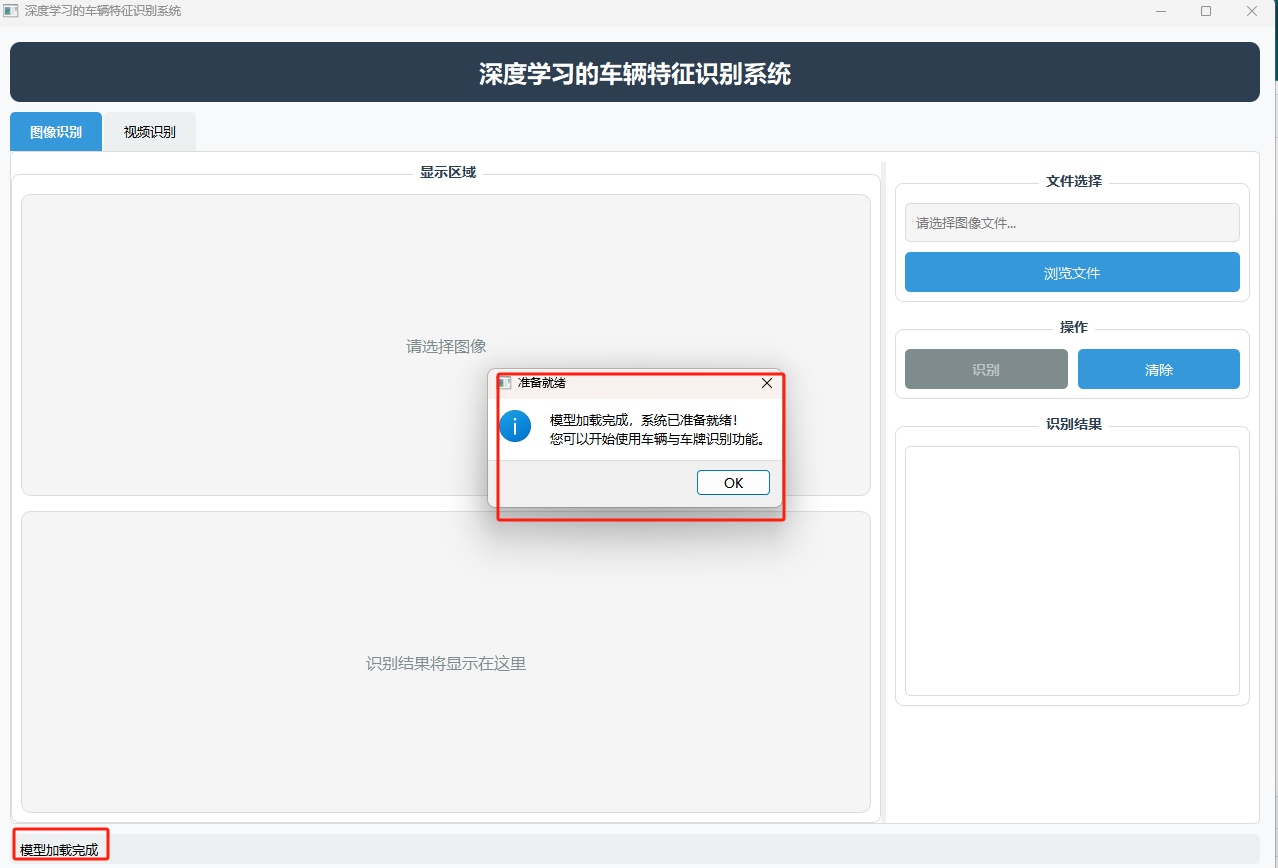 深度学习的车辆特征识别系统
深度学习的车辆特征识别系统
图像识别
视频识别
显示区域
请选择图像
识别结果将显示在这里
文件选择
请选择图像文件...
浏览文件
操作
识别
清除
识别结果
准备就绪
模型加载完成，系统已准备就绪！
您可以开始使用车辆与车牌识别功能。
OK
模型加载完成